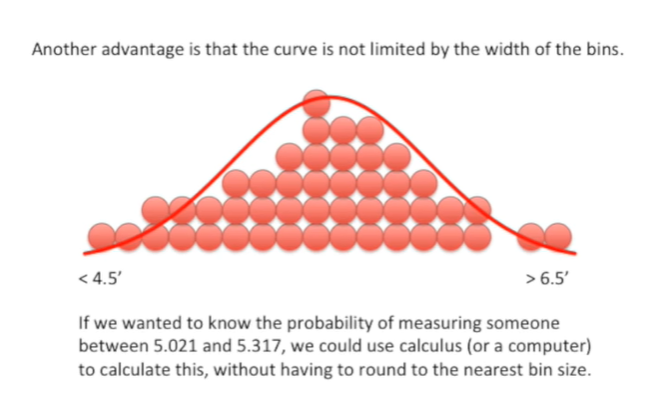 Another advantage is that the curve is not limited by the width of the bins.
< 4.5′
> 6.5′
If we wanted to know the probability of measuring someone
between 5.021 and 5.317, we could use calculus (or a computer)
to calculate this, without having to round to the nearest bin size.